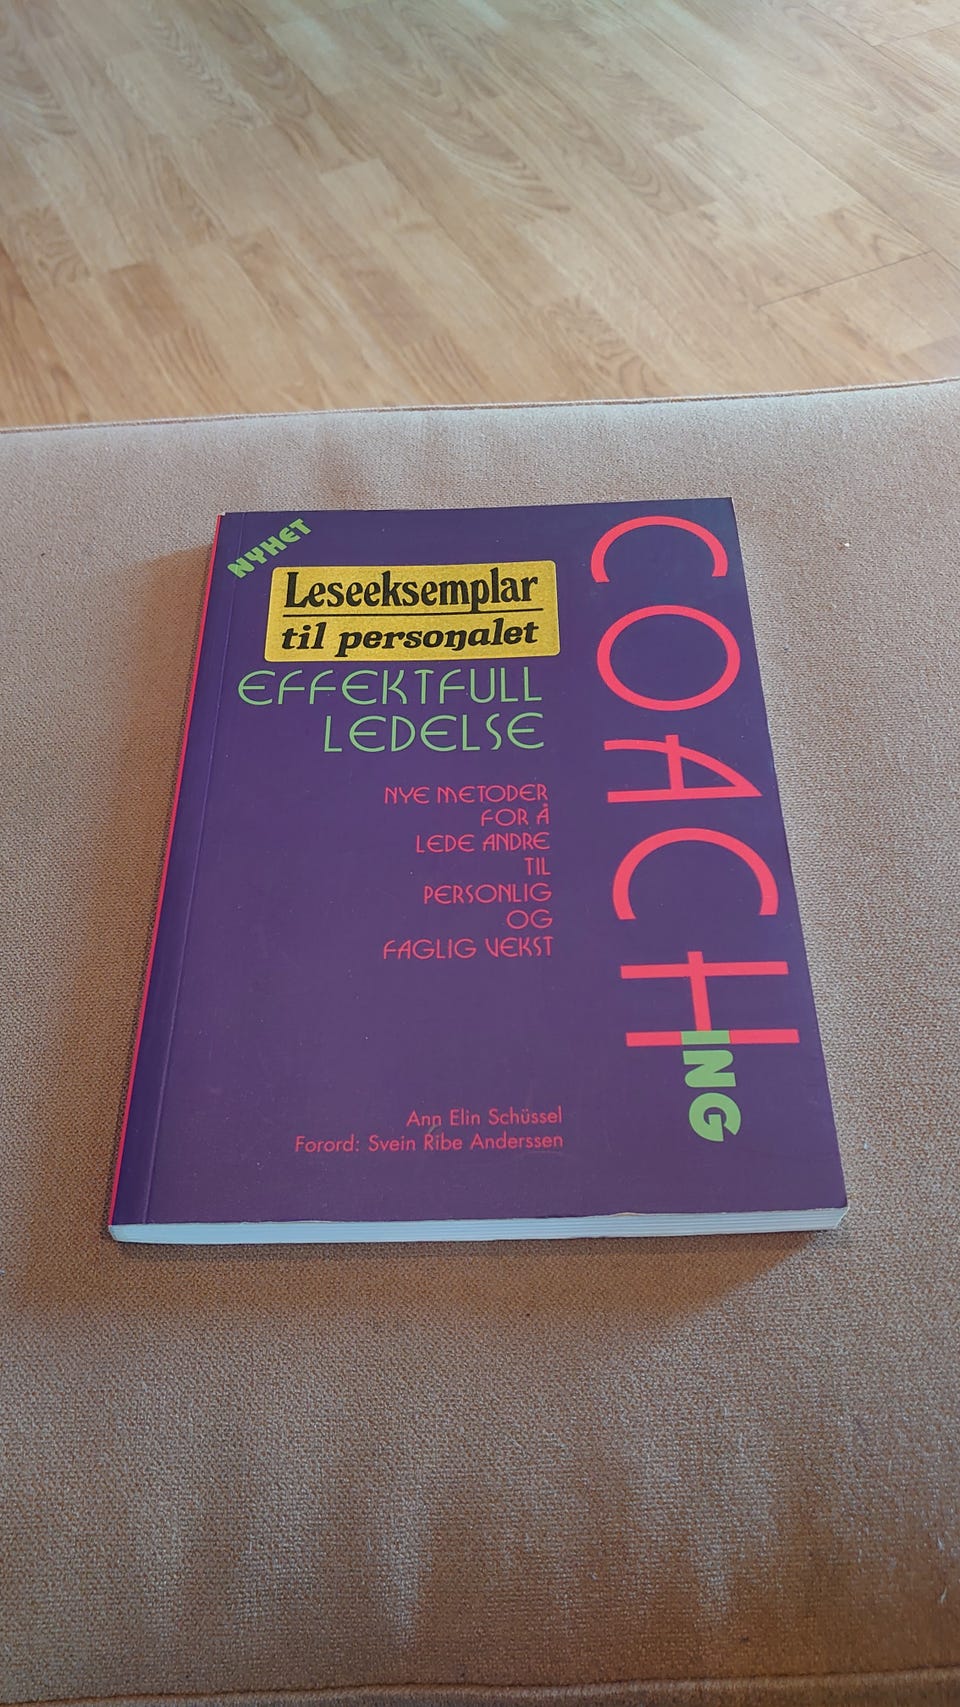 NYHET
Leseeksemplar
til personalet
EFFEKTFULL
LEDELSE
NYE METODER
FOR Å
LEDE ANDRE
TIL
PERSONLIG
OG
FAGLIG VEKST
COACHING
Ann Elin Schüssel
Forord: Svein Ribe Anderssen